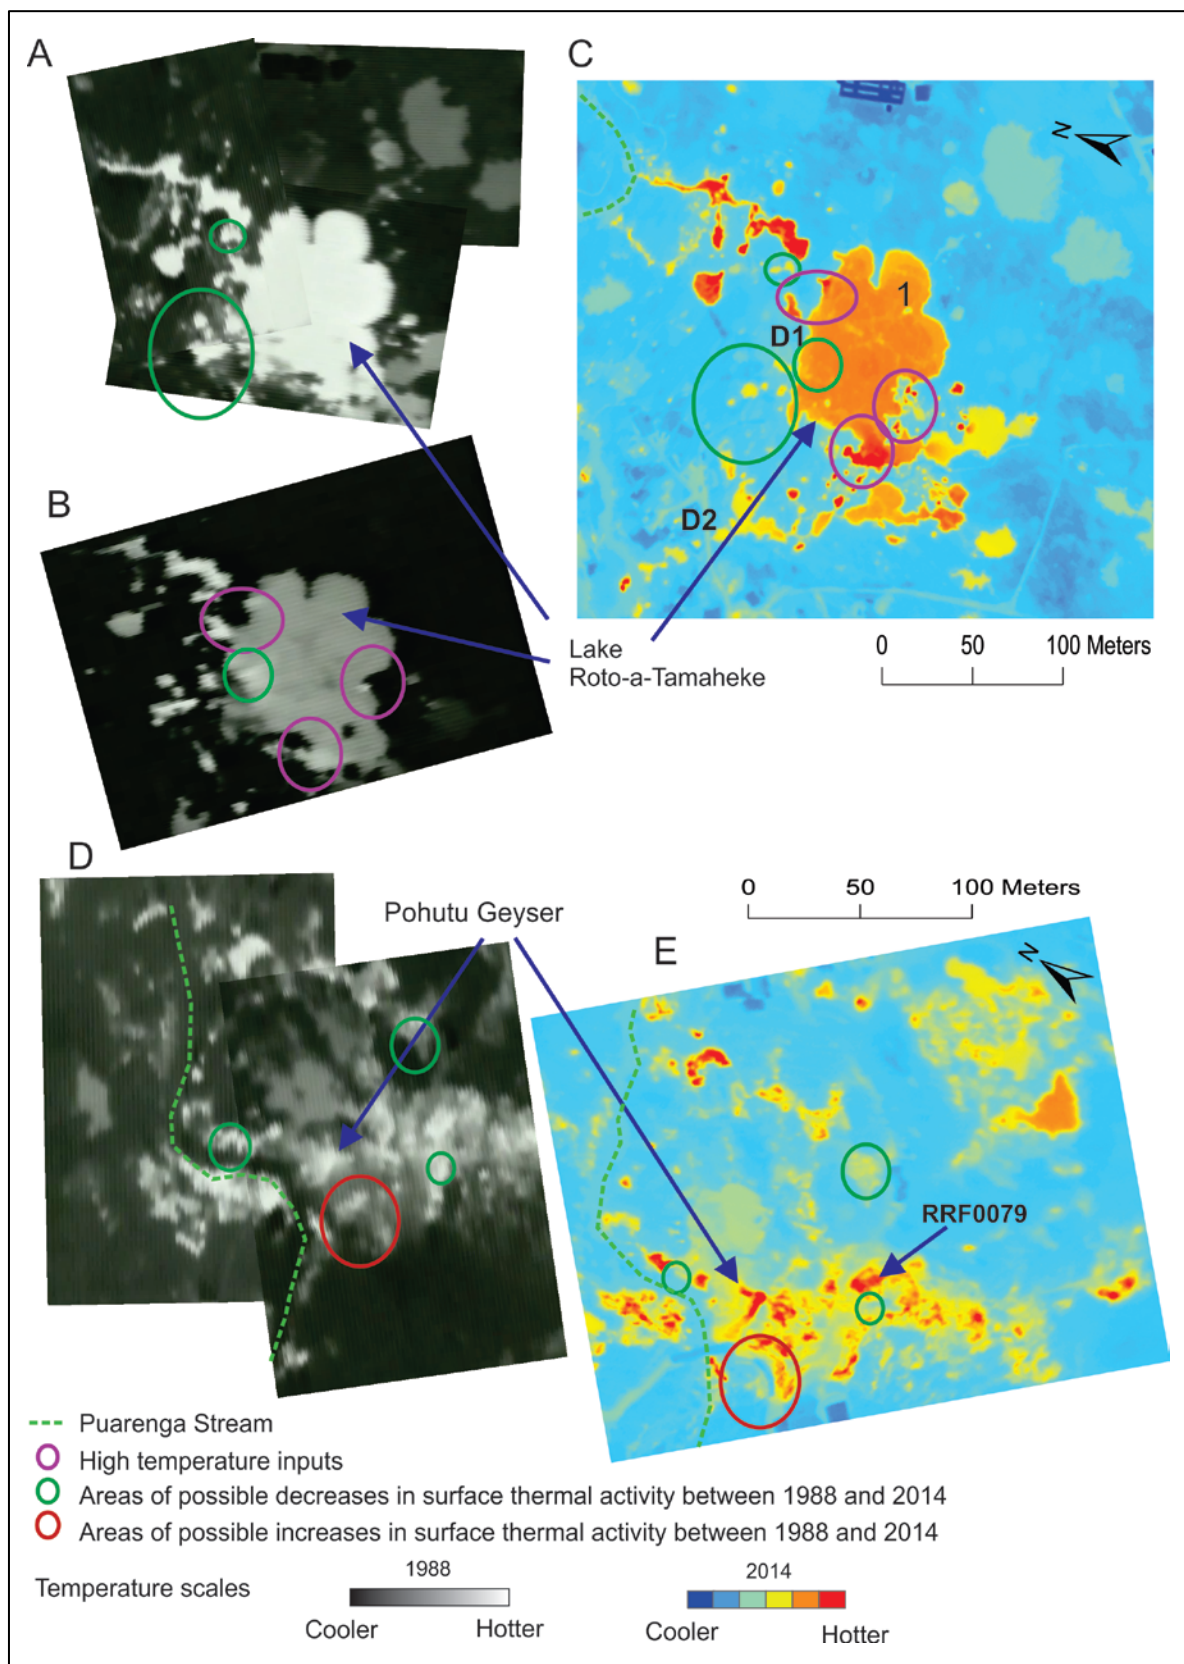 A
C
N
1
D1
D2
B
Lake
Roto-a-Tamaheke
0 50 100 Meters
D
Pohutu Geyser
0 50 100 Meters
E
N
RRF0079
Puarenga Stream
High temperature inputs
Areas of possible decreases in surface thermal activity between 1988 and 2014
Areas of possible increases in surface thermal activity between 1988 and 2014
Temperature scales
1988
Cooler Hotter
2014
Cooler Hotter